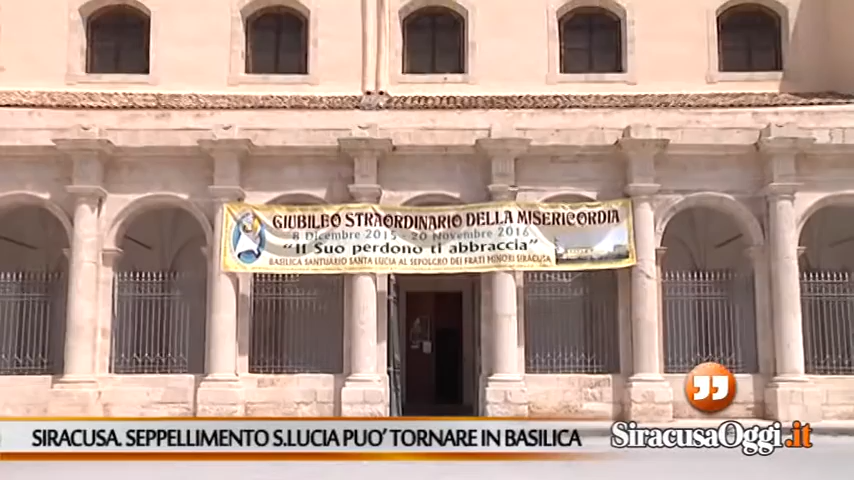 GIUBILEO STRAORDINARIO DELLA MISERICORDIA
8 Dicembre 2015 - 20 Novembre 2016
"Il Suo perdono ti abbraccia"
BASILICA SANTUARIO SANTA LUCIA AL SEPOLCRO DEI FRATI MINORI SIRACUSA
SIRACUSA. SEPPELLIMENTO S.LUCIA PUO' TORNARE IN BASILICA
SiracusaOggi.it